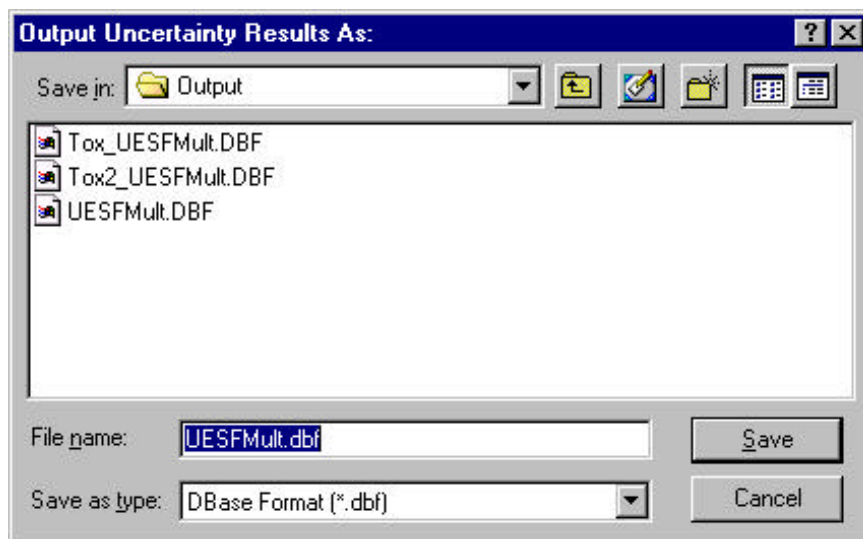 Output Uncertainty Results As:
Save in: Output
Tox_UESFMult.DBF
Tox2_UESFMult.DBF
UESFMult.DBF
File name: UESFMult.dbf Save
Save as type: DBase Format (*.dbf) Cancel